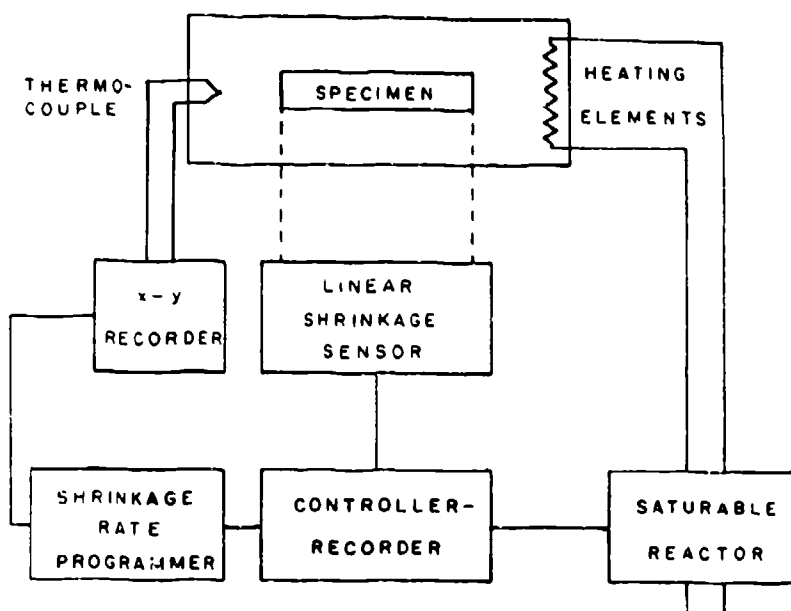 THERMO-
COUPLE
SPECIMEN
HEATING
ELEMENTS
x-y
RECORDER
LINEAR
SHRINKAGE
SENSOR
SHRINKAGE
RATE
PROGRAMMER
CONTROLLER-
RECORDER
SATURABLE
REACTOR